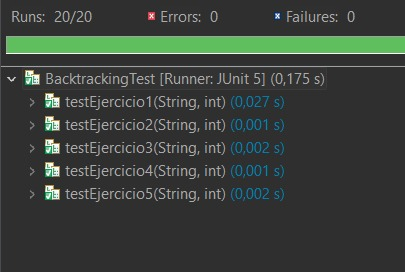 Runs: 20/20 Errors: 0 Failures: 0
BacktrackingTest [Runner: JUnit 5] (0,175 s)
testEjercicio1(String, int) (0,027 s)
testEjercicio2(String, int) (0,001 s)
testEjercicio3(String, int) (0,002 s)
testEjercicio4(String, int) (0,001 s)
testEjercicio5(String, int) (0,002 s)